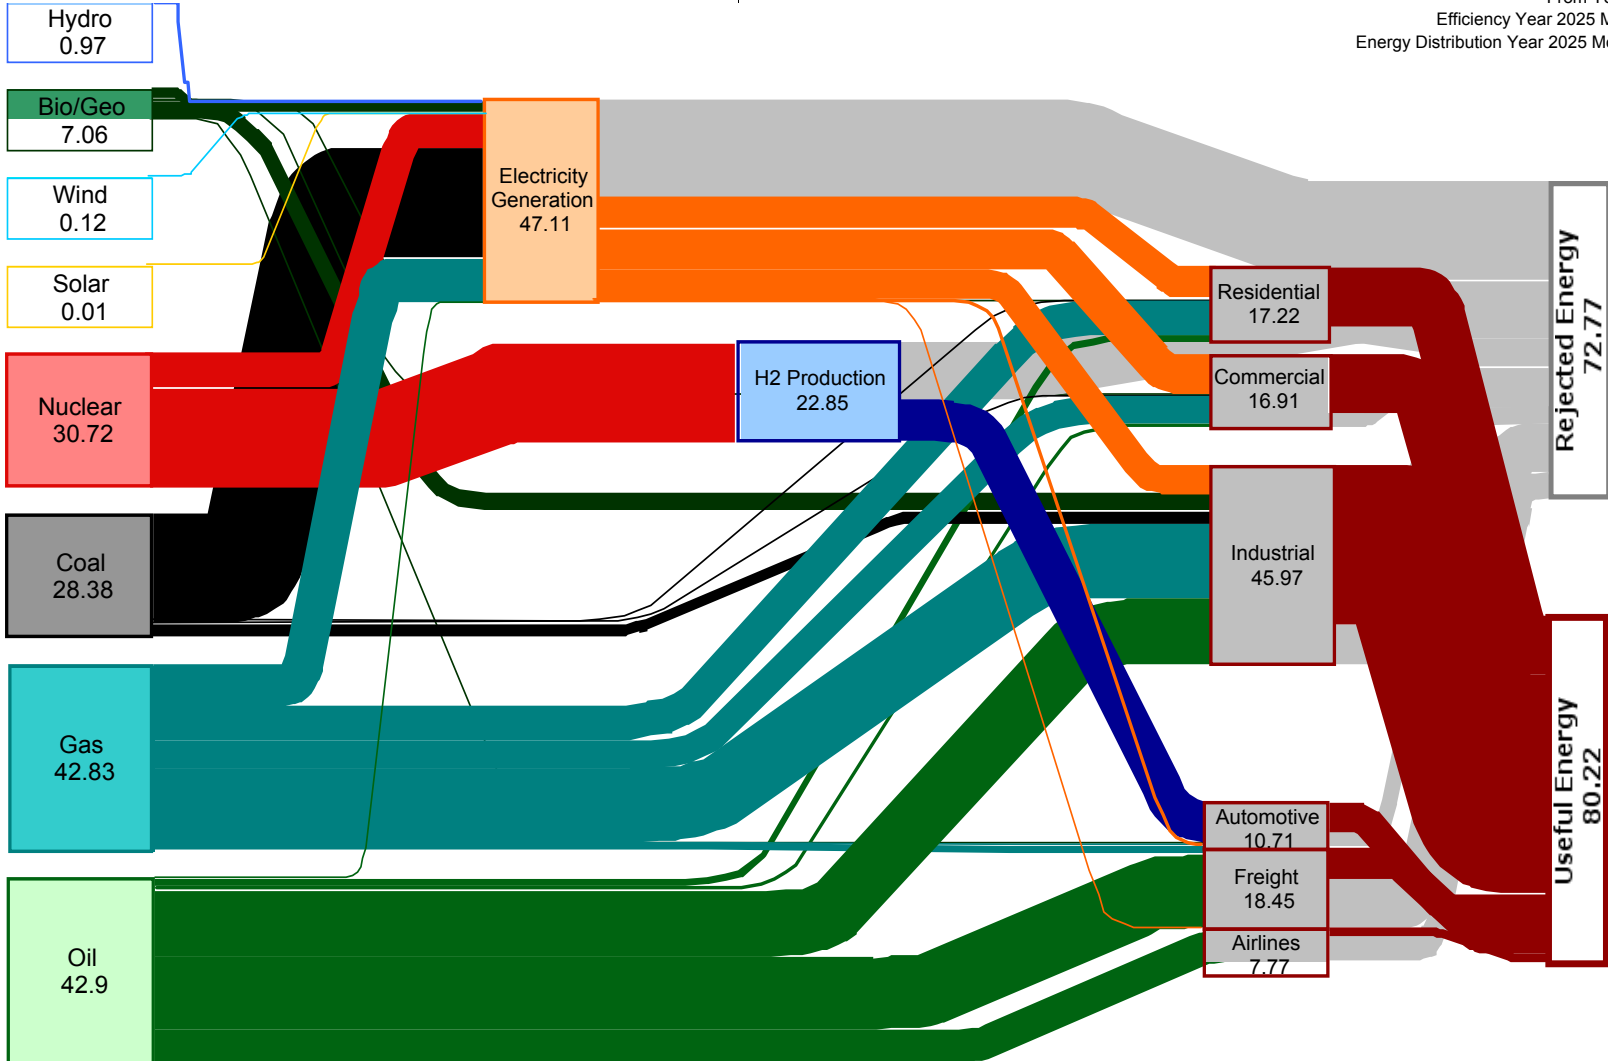 Efficiency Year 2025 M
Energy Distribution Year 2025 M
Hydro
0.97
Bio/Geo
7.06
Wind
0.12
Solar
0.01
Nuclear
30.72
Coal
28.38
Gas
42.83
Oil
42.9
Electricity
Generation
47.11
H2 Production
22.85
Residential
17.22
Commercial
16.91
Industrial
45.97
Automotive
10.71
Freight
18.45
Airlines
7.77
Rejected Energy
72.77
Useful Energy
80.22